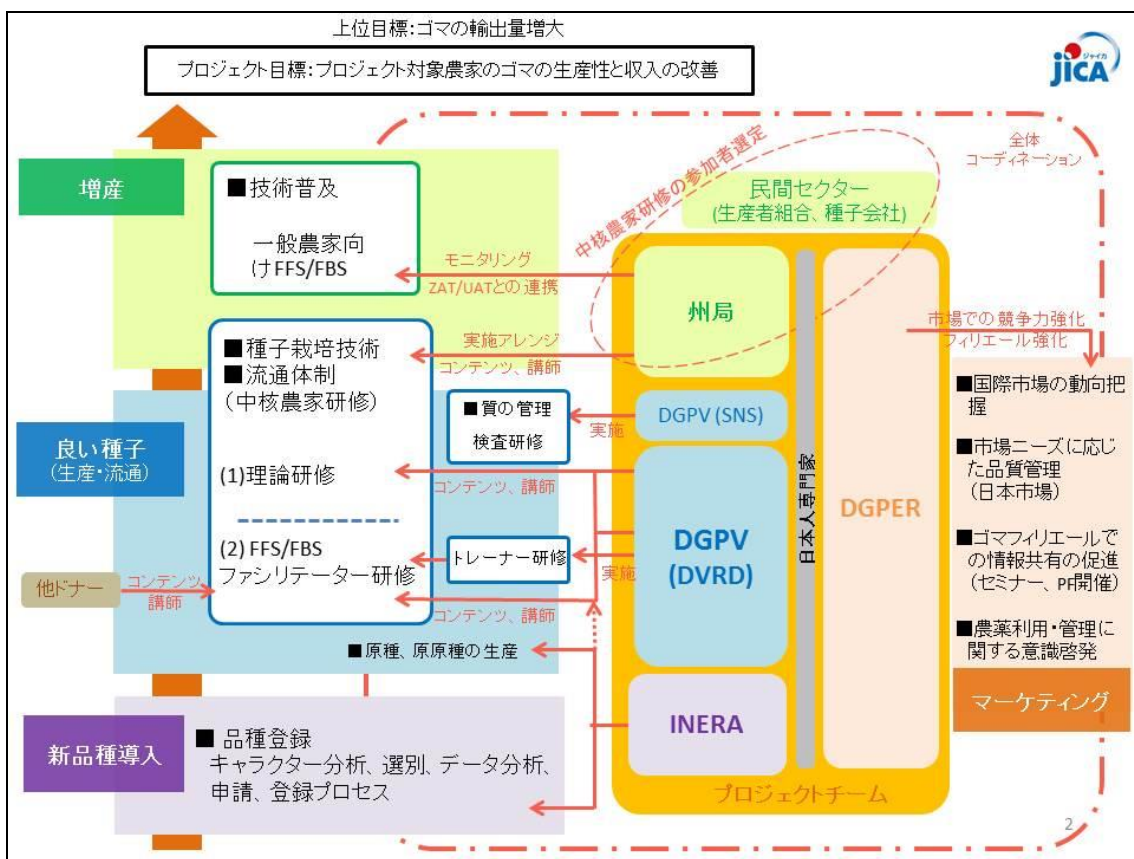 上位目標:ゴマの輸出量増大
プロジェクト目標:プロジェクト対象農家のゴマの生産性と収入の改善
ジャイカ
jICA
全体
コーディネーション
増産
■技術普及
一般農家向
けFFS/FBS
中核農家研修の参加者選定
民間セクター
(生産者組合、種子会社)
モニタリング
ZAT/UATとの連携
州局
実施アレンジ
コンテンツ、講師
市場での競争力強化
フィリエール強化
■種子栽培技術
■流通体制
(中核農家研修)
(1)理論研修
(2) FFS/FBS
ファシリテーター研修
良い種子
(生産・流通)
■質の管理
検査研修
実施
DGPV (SNS)
コンテンツ、講師
トレーナー研修
実施
DGPV
(DVRD)
日本人専門家
DGPER
コンテンツ、講師
他ドナー
コンテンツ
講師
■原種、原原種の生産
■国際市場の動向把
握
■市場ニーズに応じ
た品質管理
(日本市場)
■ゴマフィリエールで
の情報共有の促進
(セミナー、PF開催)
■農薬利用・管理に
関する意識啓発
マーケティング
新品種導入
■ 品種登録
キャラクター分析、選別、データ分析、
申請、登録プロセス
INERA
プロジェクトチーム
2